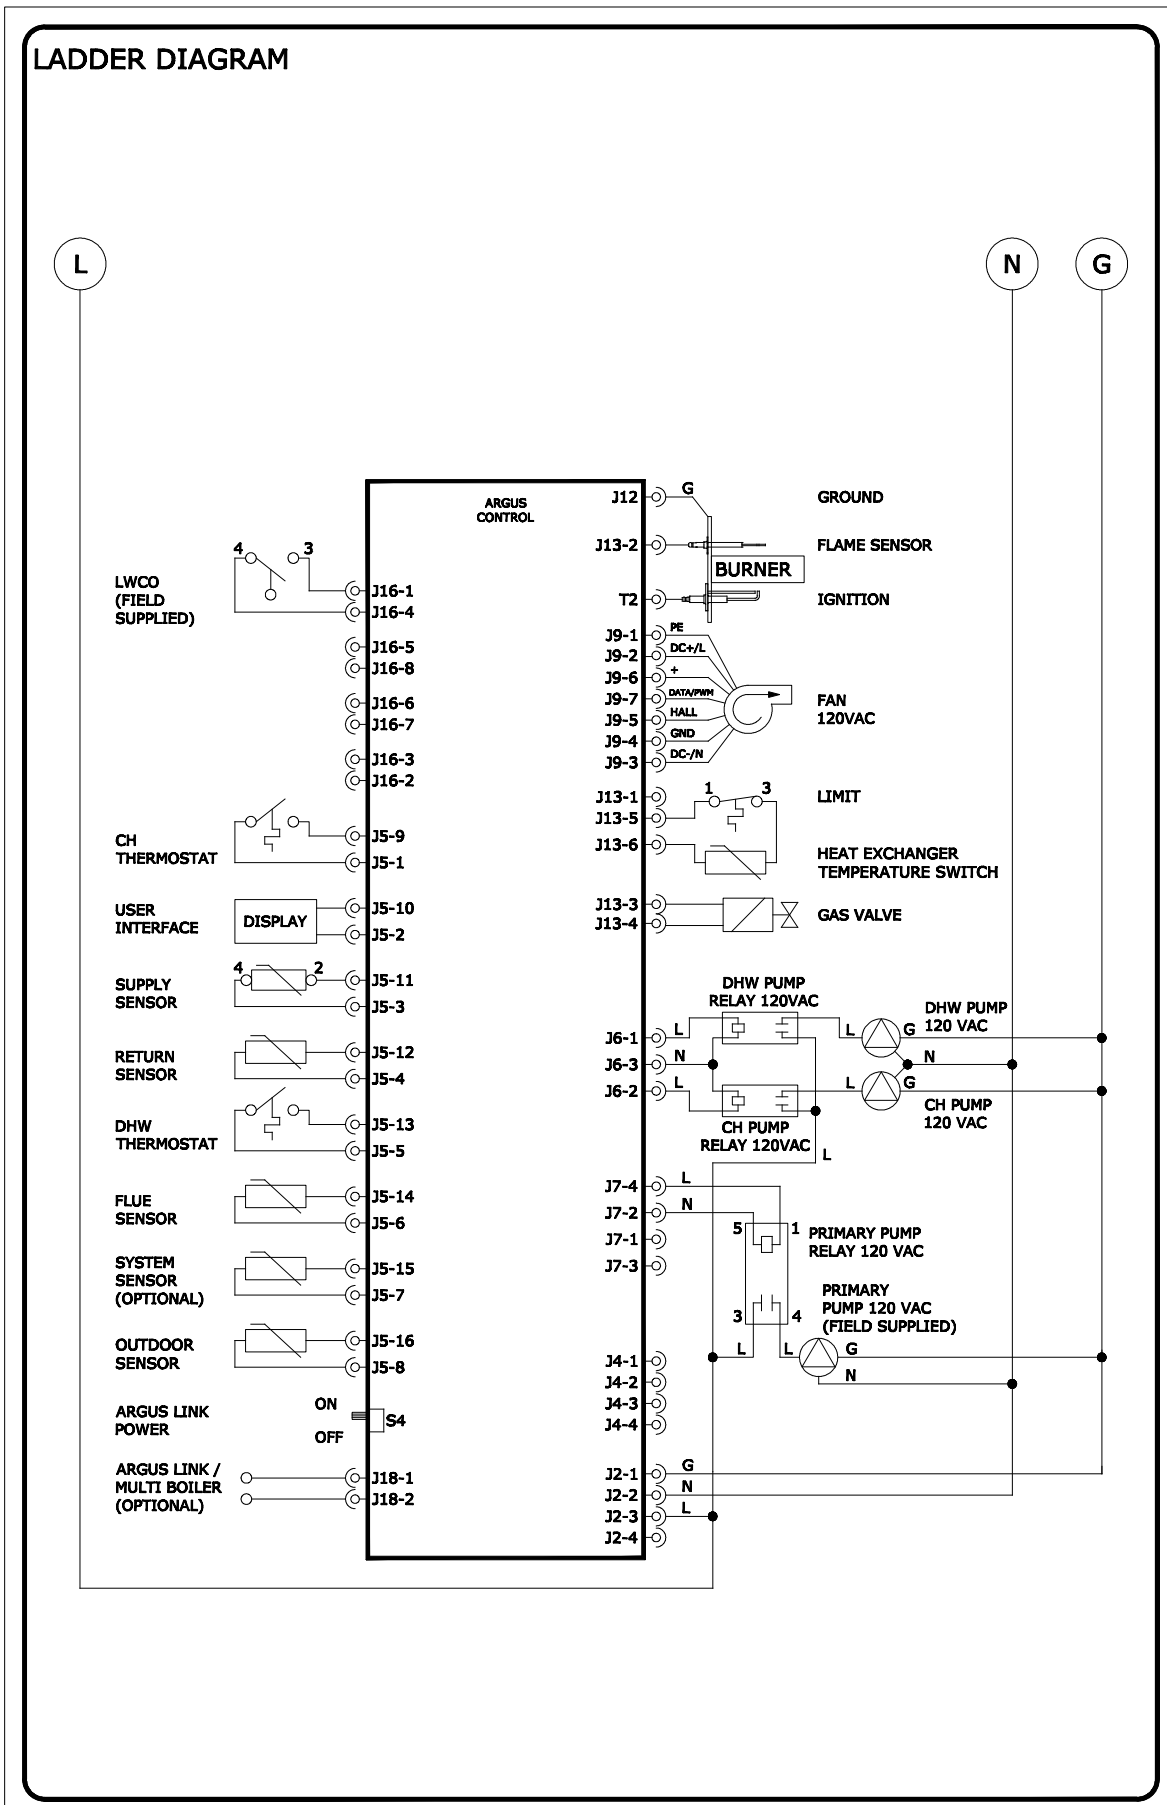 LADDER DIAGRAM
L
N
G
ARGUS
CONTROL
4
3
LWCO
(FIELD
SUPPLIED)
J16-1
J16-4
J16-5
J16-8
J16-6
J16-7
J16-3
J16-2
CH
THERMOSTAT
J5-9
J5-1
USER
INTERFACE
DISPLAY
J5-10
J5-2
SUPPLY
SENSOR
4
2
J5-11
J5-3
RETURN
SENSOR
J5-12
J5-4
DHW
THERMOSTAT
J5-13
J5-5
FLUE
SENSOR
J5-14
J5-6
SYSTEM
SENSOR
(OPTIONAL)
J5-15
J5-7
OUTDOOR
SENSOR
J5-16
J5-8
ARGUS LINK
POWER
ON
OFF
S4
ARGUS LINK /
MULTI BOILER
(OPTIONAL)
J18-1
J18-2
J12
G
GROUND
J13-2
FLAME SENSOR
BURNER
T2
IGNITION
J9-1
PE
J9-2
DC+/L
J9-6
+
J9-7
DATA/PWM
J9-5
HALL
J9-4
GND
J9-3
DC-/N
FAN
120VAC
J13-1
J13-5
1
3
LIMIT
J13-6
HEAT EXCHANGER
TEMPERATURE SWITCH
J13-3
J13-4
GAS VALVE
DHW PUMP
RELAY 120VAC
DHW PUMP
120 VAC
J6-1
L
L
G
J6-3
N
N
J6-2
L
L
G
CH PUMP
RELAY 120VAC
CH PUMP
120 VAC
L
J7-4
L
J7-2
N
J7-1
J7-3
5
1
PRIMARY PUMP
RELAY 120 VAC
3
4
PRIMARY
PUMP 120 VAC
(FIELD SUPPLIED)
L
L
G
N
J4-1
J4-2
J4-3
J4-4
J2-1
G
J2-2
N
J2-3
L
J2-4